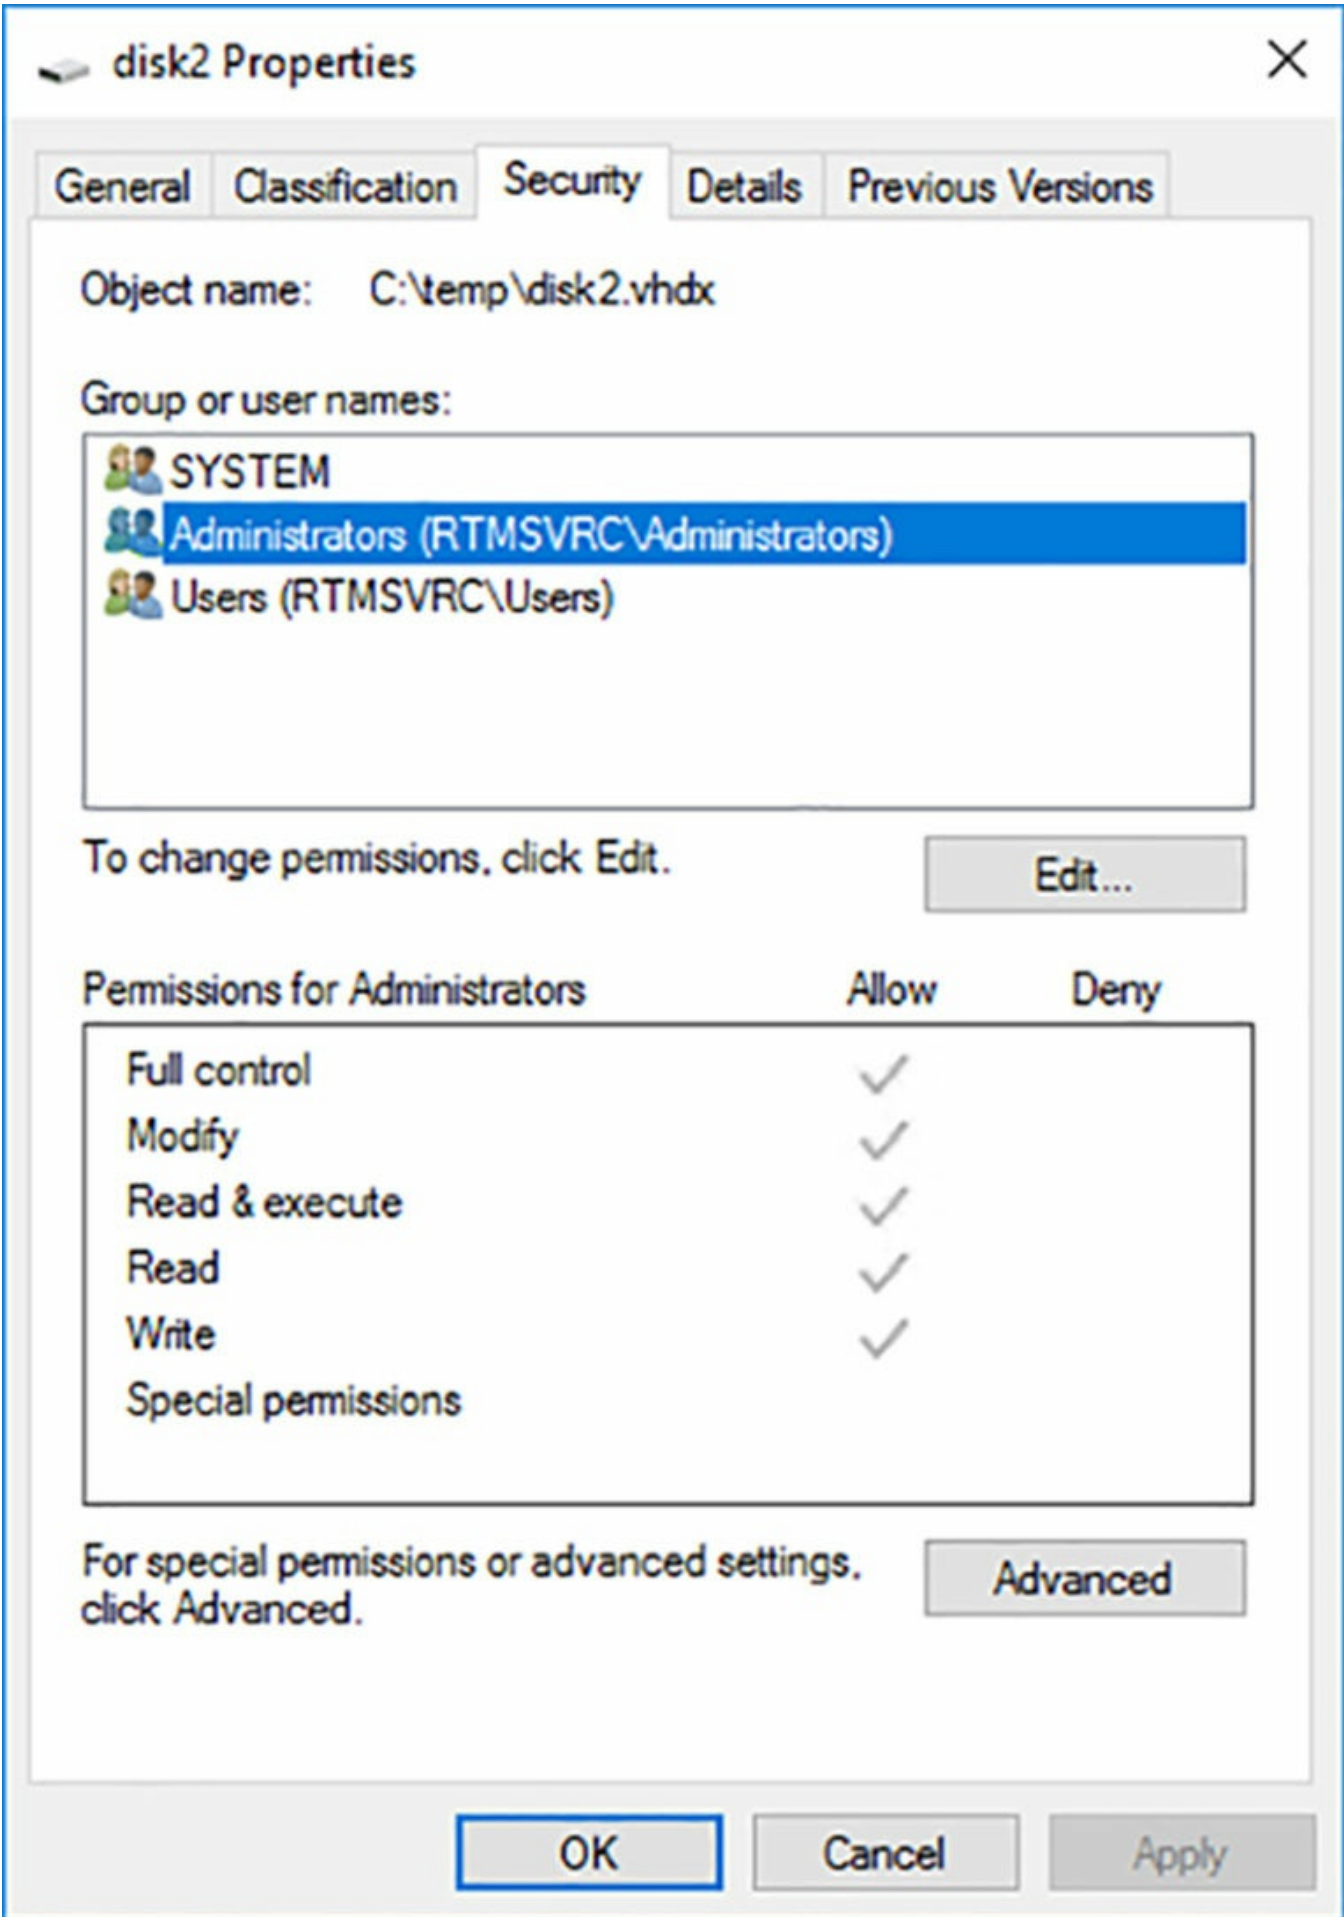 disk2 Properties
General Classification Security Details Previous Versions
Object name: C:\temp\disk2.vhdx
Group or user names:
SYSTEM
Administrators (RTMSVRC\Administrators)
Users (RTMSVRC\Users)
To change permissions, click Edit.
Edit...
Permissions for Administrators Allow Deny
Full control
Modify
Read & execute
Read
Write
Special permissions
For special permissions or advanced settings,
click Advanced.
Advanced
OK Cancel Apply